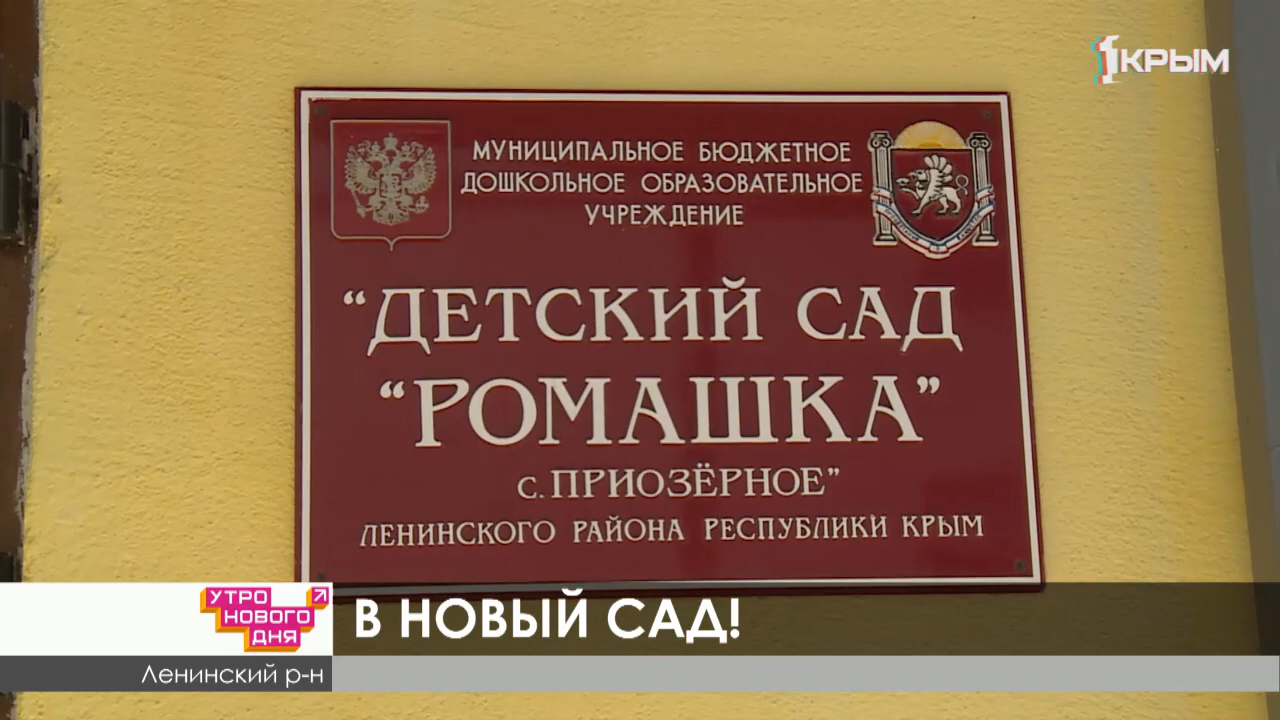 1КРЫМ
МУНИЦИПАЛЬНОЕ БЮДЖЕТНОЕ
ДОШКОЛЬНОЕ ОБРАЗОВАТЕЛЬНОЕ
УЧРЕЖДЕНИЕ
“ДЕТСКИЙ САД
“РОМАШКА”
с. ПРИОЗЁРНОЕ”
ЛЕНИНСКОГО РАЙОНА РЕСПУБЛИКИ КРЫМ
УТРО
НОВОГО
ДНЯ
В НОВЫЙ САД!
Ленинский р-н